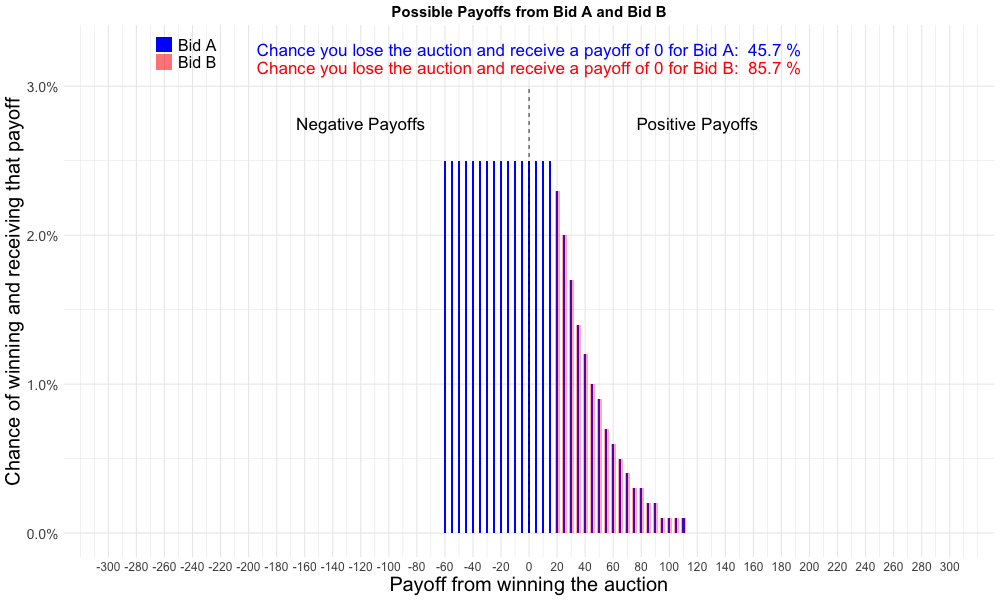 Possible Payoffs from Bid A and Bid B
Bid A
Bid B
Chance you lose the auction and receive a payoff of 0 for Bid A: 45.7 %
Chance you lose the auction and receive a payoff of 0 for Bid B: 85.7 %
Negative Payoffs
Positive Payoffs
Chance of winning and receiving that payoff
3.0%
2.0%
1.0%
0.0%
-300 -280 -260 -240 -220 -200 -180 -160 -140 -120 -100 -80 -60 -40 -20 0 20 40 60 80 100 120 140 160 180 200 220 240 260 280 300
Payoff from winning the auction